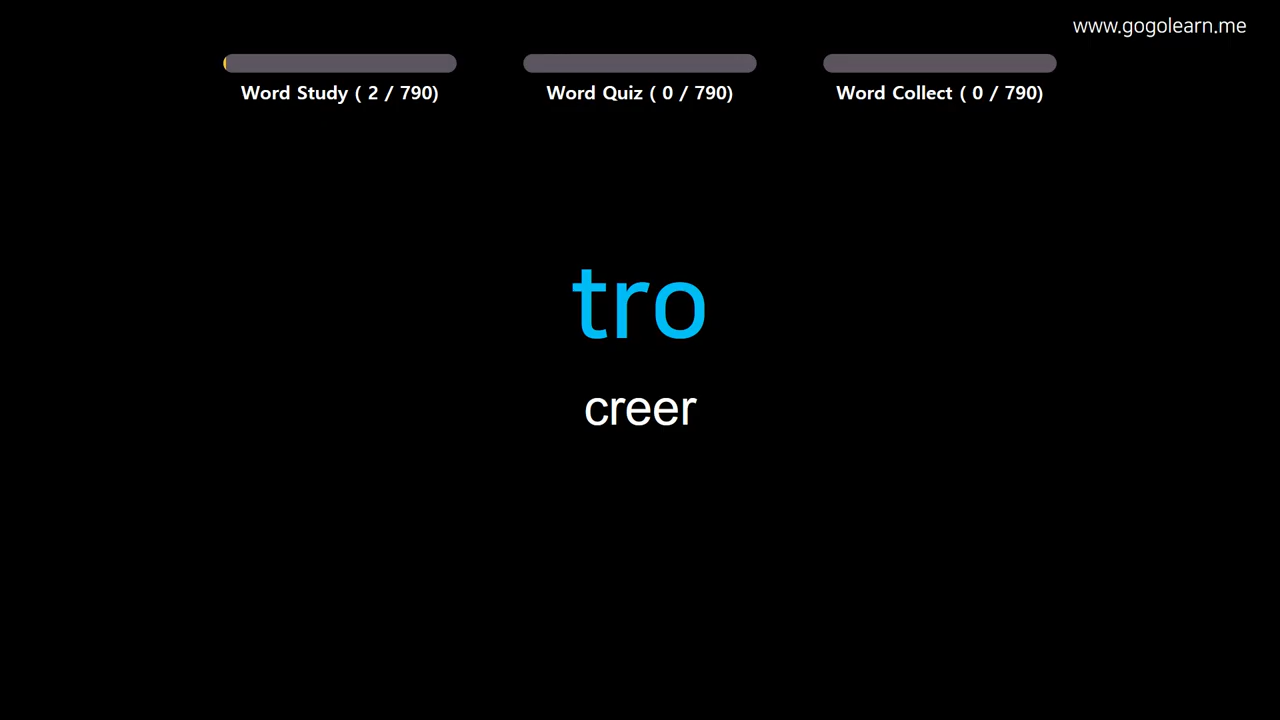 www.gogolearn.me
Word Study ( 2 / 790)
Word Quiz ( 0 / 790)
Word Collect ( 0 / 790)
tro
creer